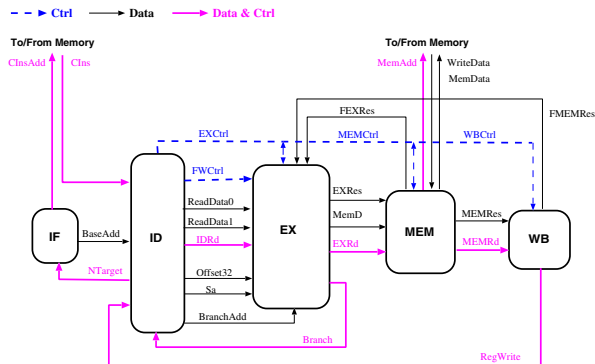 Ctrl Data Data & Ctrl
To/From Memory To/From Memory
CInsAdd CIns MemAdd WriteData
MemData
FEXRes FMEMRes
EXCtrl MEMCtrl WBCtrl
FWCtrl
ReadData0 EXRes
ReadData1 MemD MEMRes
IF BaseAdd ID IDRd EX EXRd MEM MEMRd WB
NTarget Offset32
Sa
BranchAdd
Branch
RegWrite